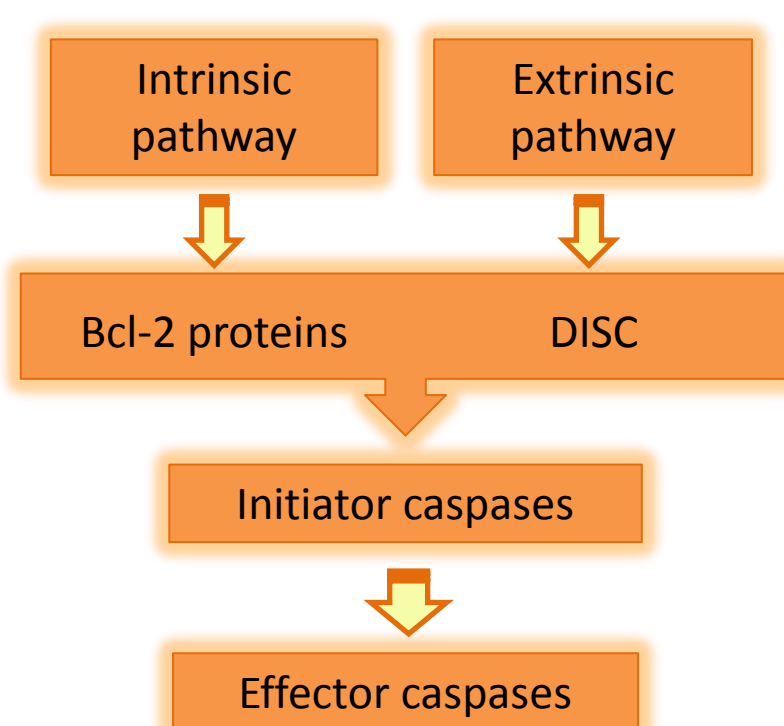 Intrinsic
pathway
Extrinsic
pathway
Bcl-2 proteins
DISC
Initiator caspases
Effector caspases